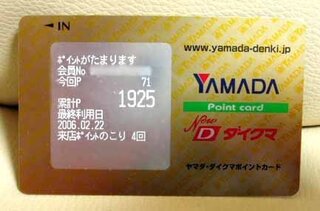 ◀IN
ポイントがたまります
会員No
今回P 71
累計P 1925
最終利用日
2006.02.22
来店ポイントのこり 4回
www.yamada-denki.jp
YAMADA
Point card
New D ダイクマ
ヤマダ・ダイクマポイントカード